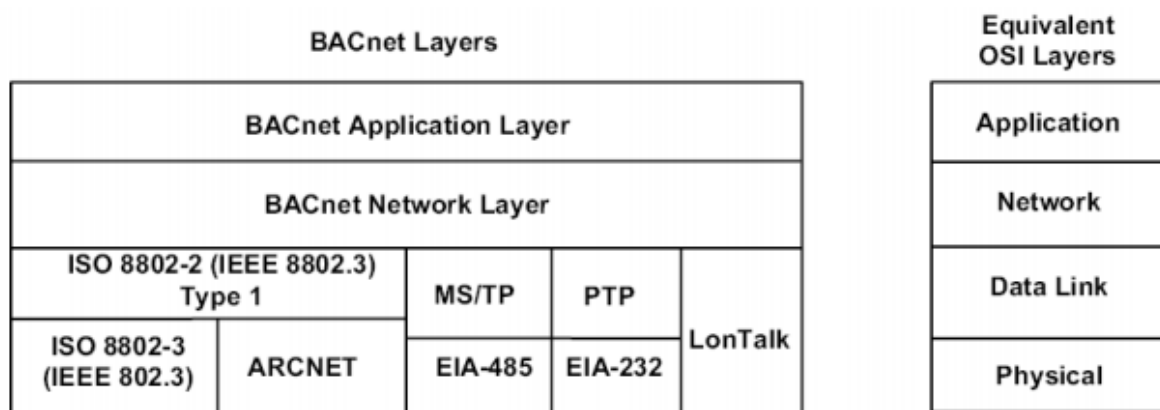 BACnet Layers
Equivalent
OSI Layers
BACnet Application Layer
Application
BACnet Network Layer
Network
ISO 8802-2 (IEEE 8802.3)
Type 1
MS/TP
PTP
LonTalk
Data Link
ISO 8802-3
(IEEE 802.3)
ARCNET
EIA-485
EIA-232
Physical